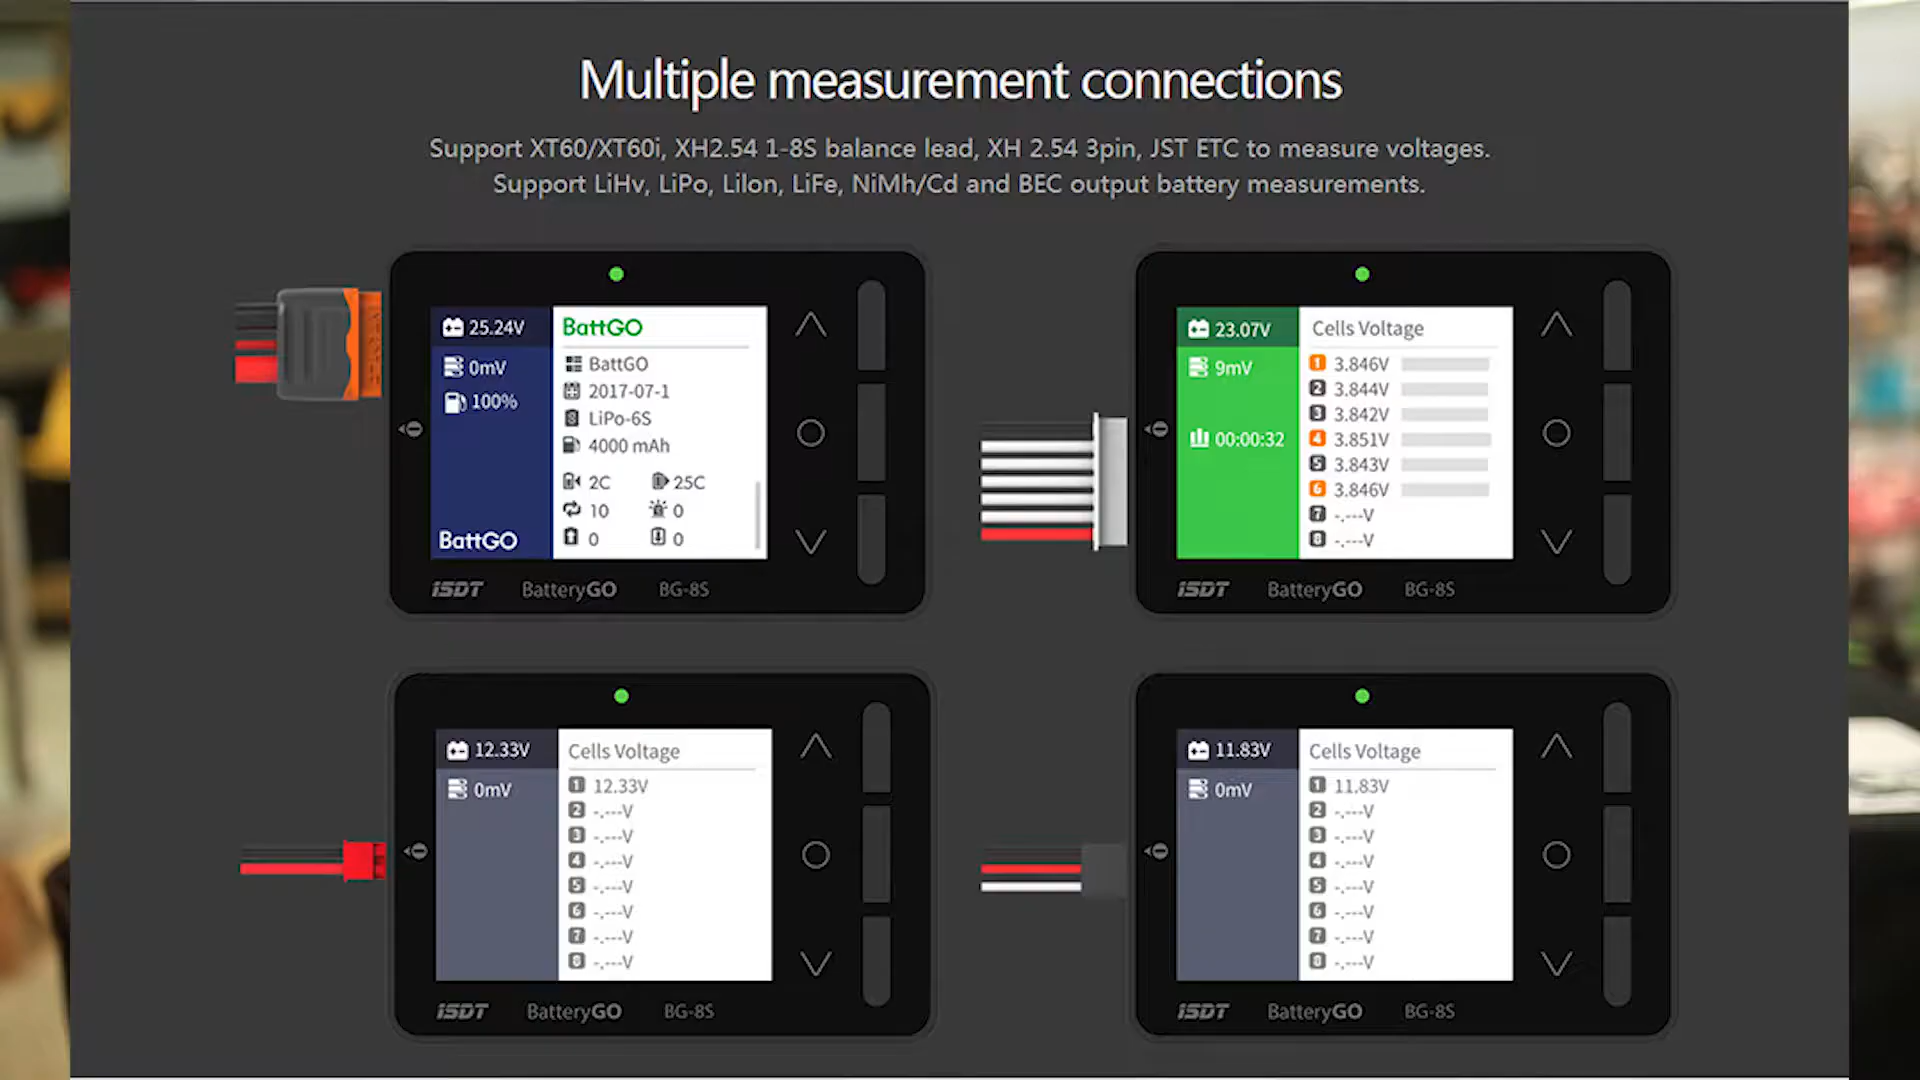 Multiple measurement connections
Support XT60/XT60i, XH2.54 1-8S balance lead, XH 2.54 3pin, JST ETC to measure voltages.
Support LiHv, LiPo, LiIon, LiFe, NiMh/Cd and BEC output battery measurements.
25.24V
0mV
100%
BattGO
BattGO
BattGO
2017-07-1
LiPo-6S
4000 mAh
2C 25C
10 0
0 0
iSDT BatteryGO BG-8S
23.07V
9mV
00:00:32
Cells Voltage
1 3.846V
2 3.844V
3 3.842V
4 3.851V
5 3.843V
6 3.846V
7 -.---V
8 -.---V
iSDT BatteryGO BG-8S
12.33V
0mV
Cells Voltage
1 12.33V
2 -.---V
3 -.---V
4 -.---V
5 -.---V
6 -.---V
7 -.---V
8 -.---V
iSDT BatteryGO BG-8S
11.83V
0mV
Cells Voltage
1 11.83V
2 -.---V
3 -.---V
4 -.---V
5 -.---V
6 -.---V
7 -.---V
8 -.---V
iSDT BatteryGO BG-8S